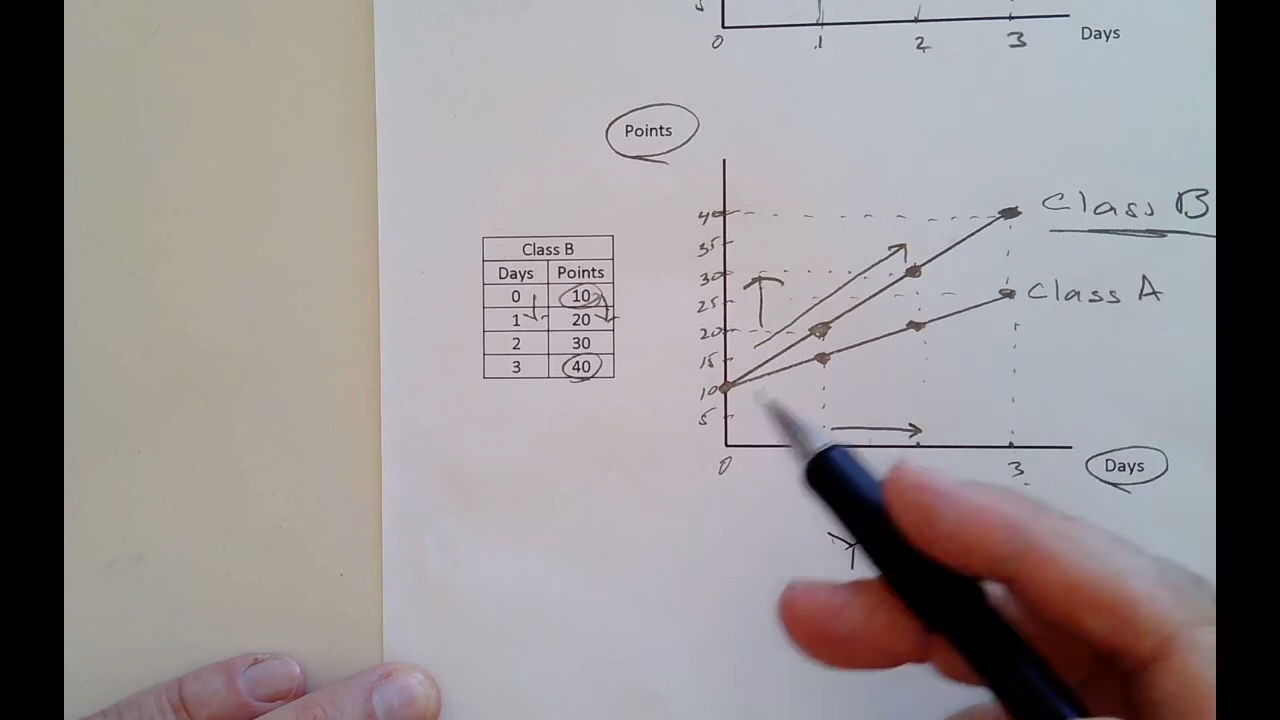 5
0 1 2 3 Days
Points
40 Class B
35
30
25 Class A
20
15
10
5
0 3 Days
Class B
Days Points
0 10
1 20
2 30
3 40
Y